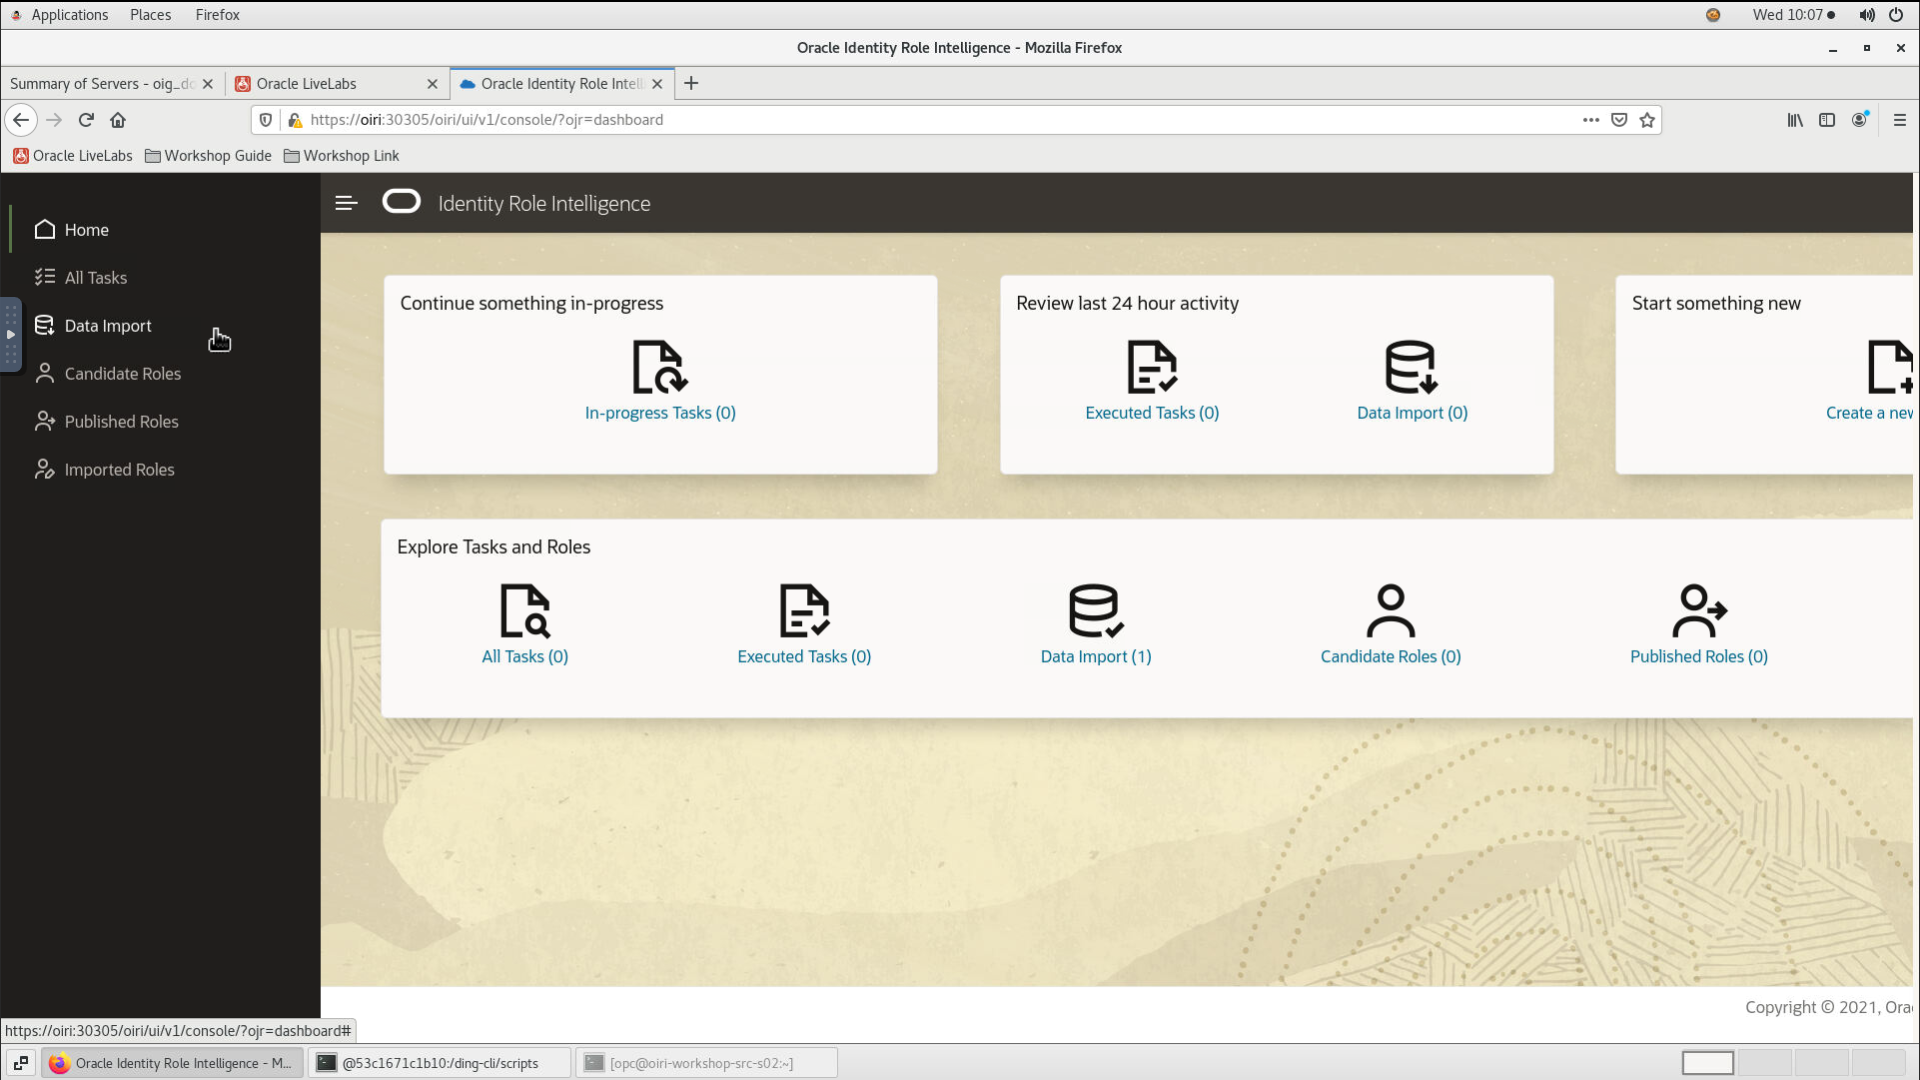 Applications Places Firefox Wed 10:07
Oracle Identity Role Intelligence - Mozilla Firefox
Summary of Servers - oig_do Oracle LiveLabs Oracle Identity Role Intell
https://oiri:30305/oiri/ui/v1/console/?ojr=dashboard
Oracle LiveLabs Workshop Guide Workshop Link
Identity Role Intelligence
Home
All Tasks
Data Import
Candidate Roles
Published Roles
Imported Roles
Continue something in-progress
In-progress Tasks (0)
Review last 24 hour activity
Executed Tasks (0) Data Import (0)
Start something new
Create a new
Explore Tasks and Roles
All Tasks (0) Executed Tasks (0) Data Import (1) Candidate Roles (0) Published Roles (0)
Copyright © 2021, Ora
https://oiri:30305/oiri/ui/v1/console/?ojr=dashboard#
Oracle Identity Role Intelligence - M... @53c1671c1b10:/ding-cli/scripts [opc@oiri-workshop-src-s02:~]